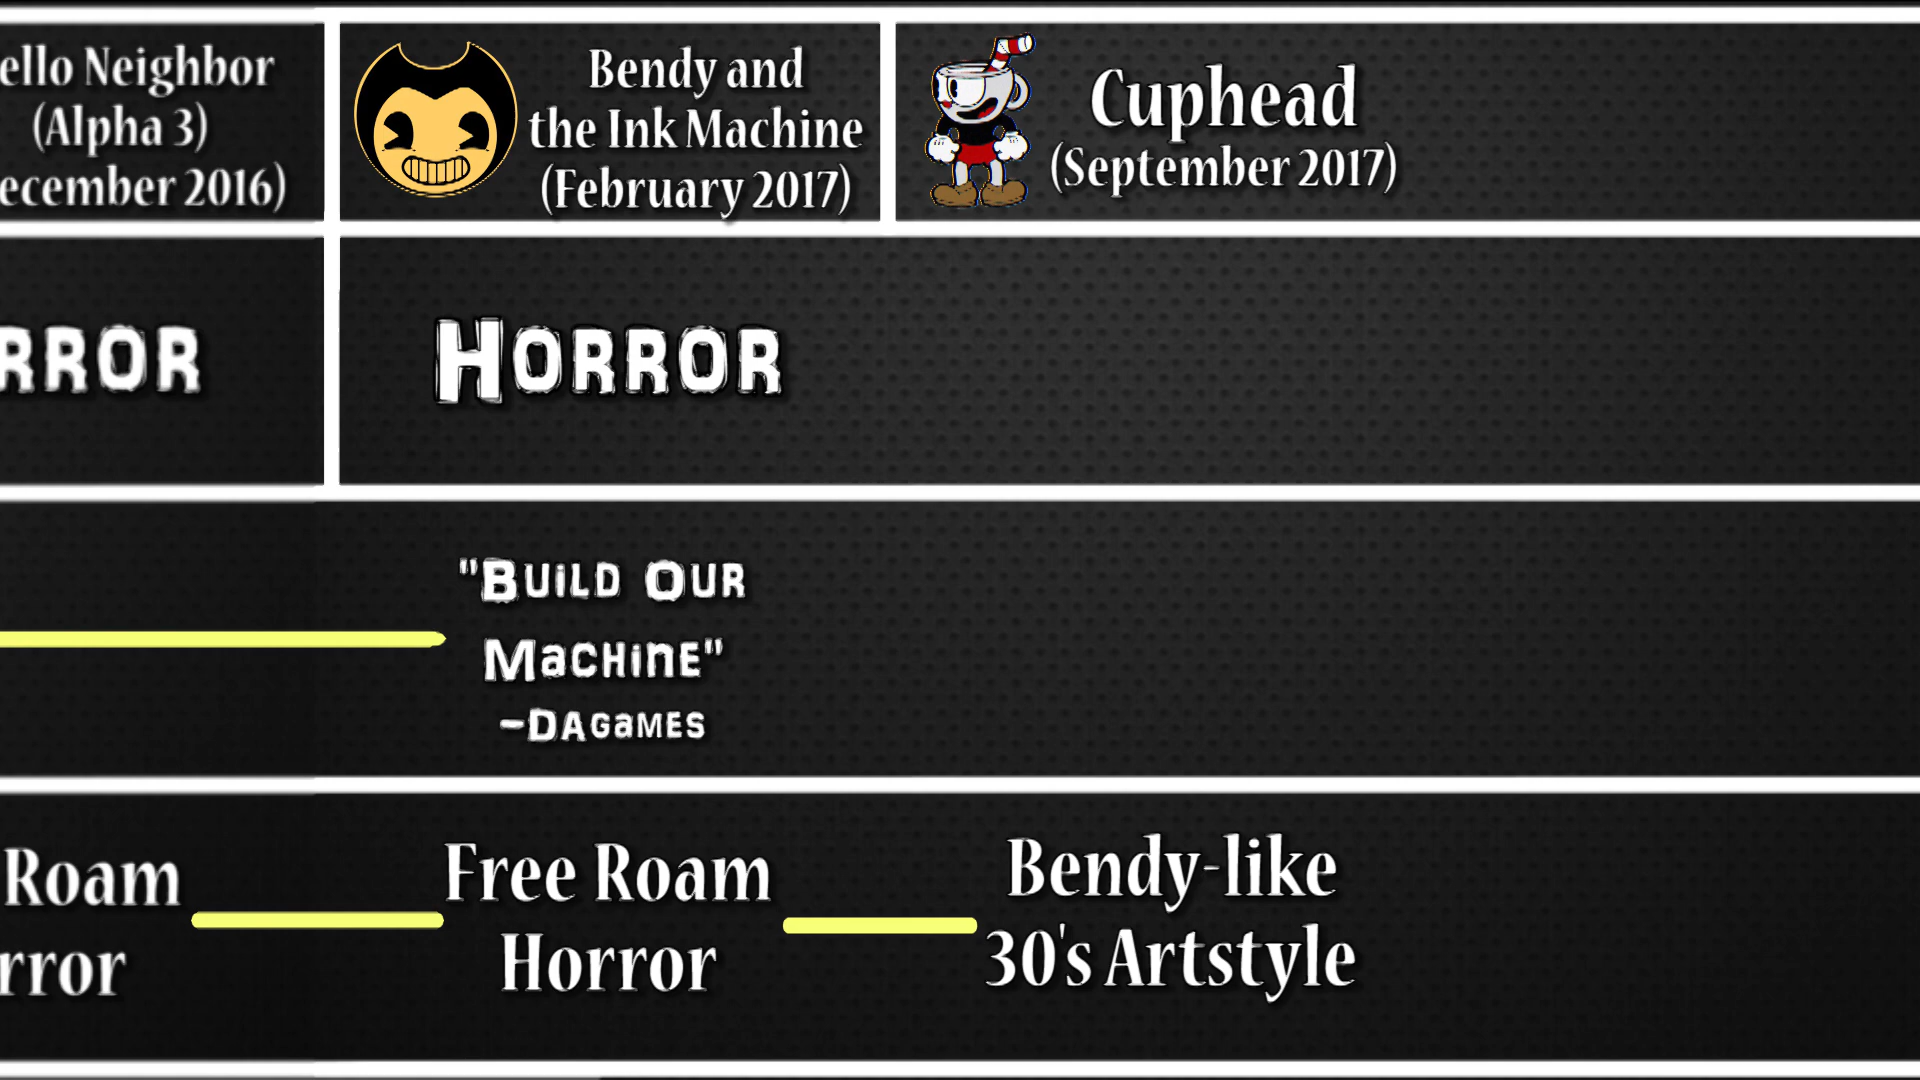 ello Neighbor
(Alpha 3)
ecember 2016)
Bendy and
the Ink Machine
(February 2017)
Cuphead
(September 2017)
RROR
HORROR
"BUiLD OUR
MaCHinE"
-DAGaMES
Roam
rror
Free Roam
Horror
Bendy-like
30's Artstyle